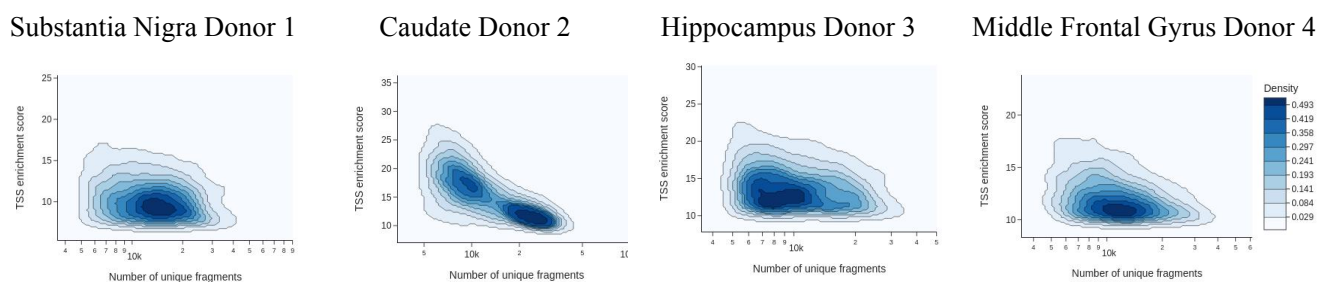 Substantia Nigra Donor 1
Caudate Donor 2
Hippocampus Donor 3
Middle Frontal Gyrus Donor 4
TSS enrichment score
25
20
15
10
4 5 6 7 8 9 10k 2 3 4 5 6 7 8 9
Number of unique fragments
TSS enrichment score
35
30
25
20
15
10
5 10k 2 5 10
Number of unique fragments
TSS enrichment score
30
25
20
15
10
4 5 6 7 8 9 10k 2 3 4 5
Number of unique fragments
TSS enrichment score
20
15
10
4 5 6 7 8 9 10k 2 3 4 5 6
Number of unique fragments
Density
0.493
0.419
0.358
0.297
0.241
0.193
0.141
0.084
0.029